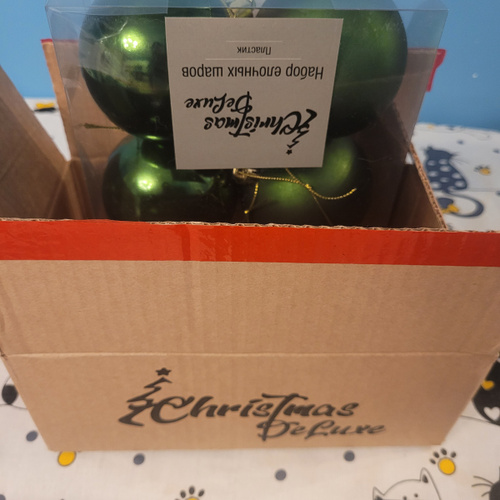 Christmas
DeLuxe
Набор елочных шаров
Пластик
Christmas
DeLuxe